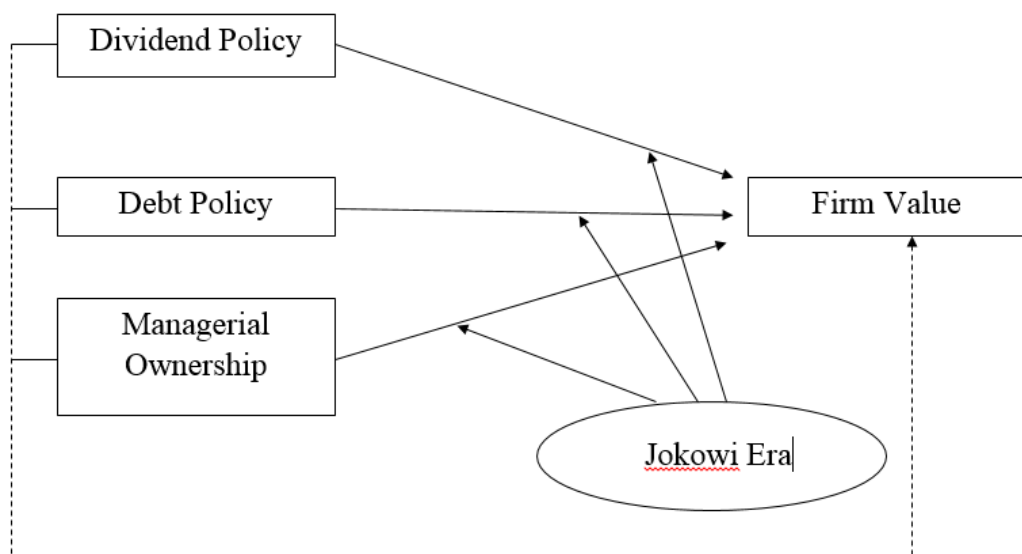 Dividend Policy
Debt Policy
Firm Value
Managerial
Ownership
Jokowi Era